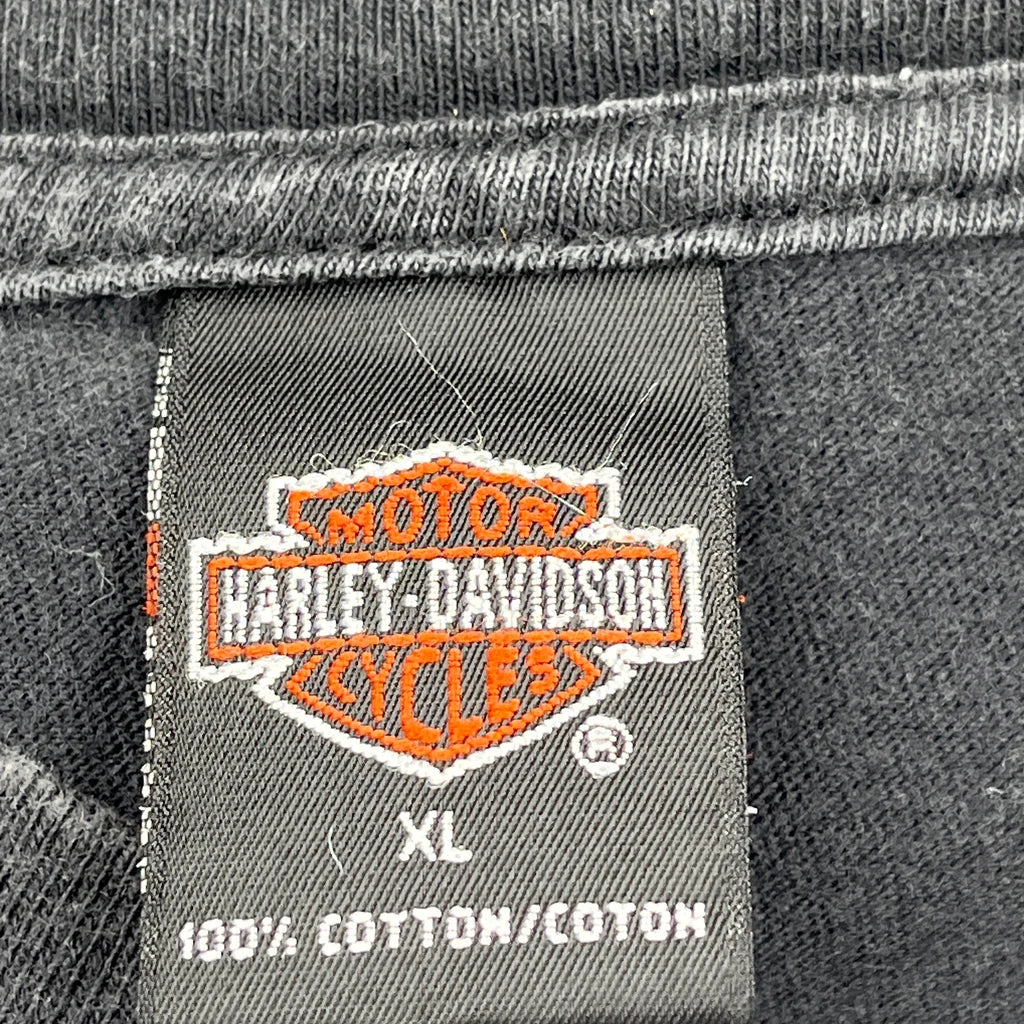 MOTOR
HARLEY-DAVIDSON
CYCLES
®
XL
100% COTTON/COTON